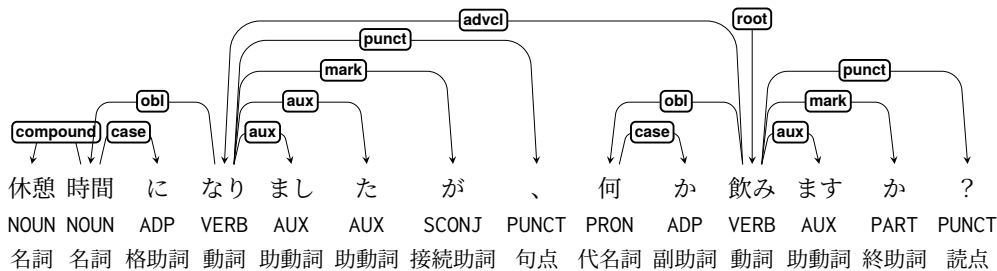 advcl root
punct
mark punct
obl aux obl mark
compound case aux case aux
休憩 時間 に なり まし た が 、 何 か 飲み ます か ？
NOUN NOUN ADP VERB AUX AUX SCONJ PUNCT PRON ADP VERB AUX PART PUNCT
名詞 名詞 格助詞 動詞 助動詞 助動詞 接続助詞 句点 代名詞 副助詞 動詞 助動詞 終助詞 読点